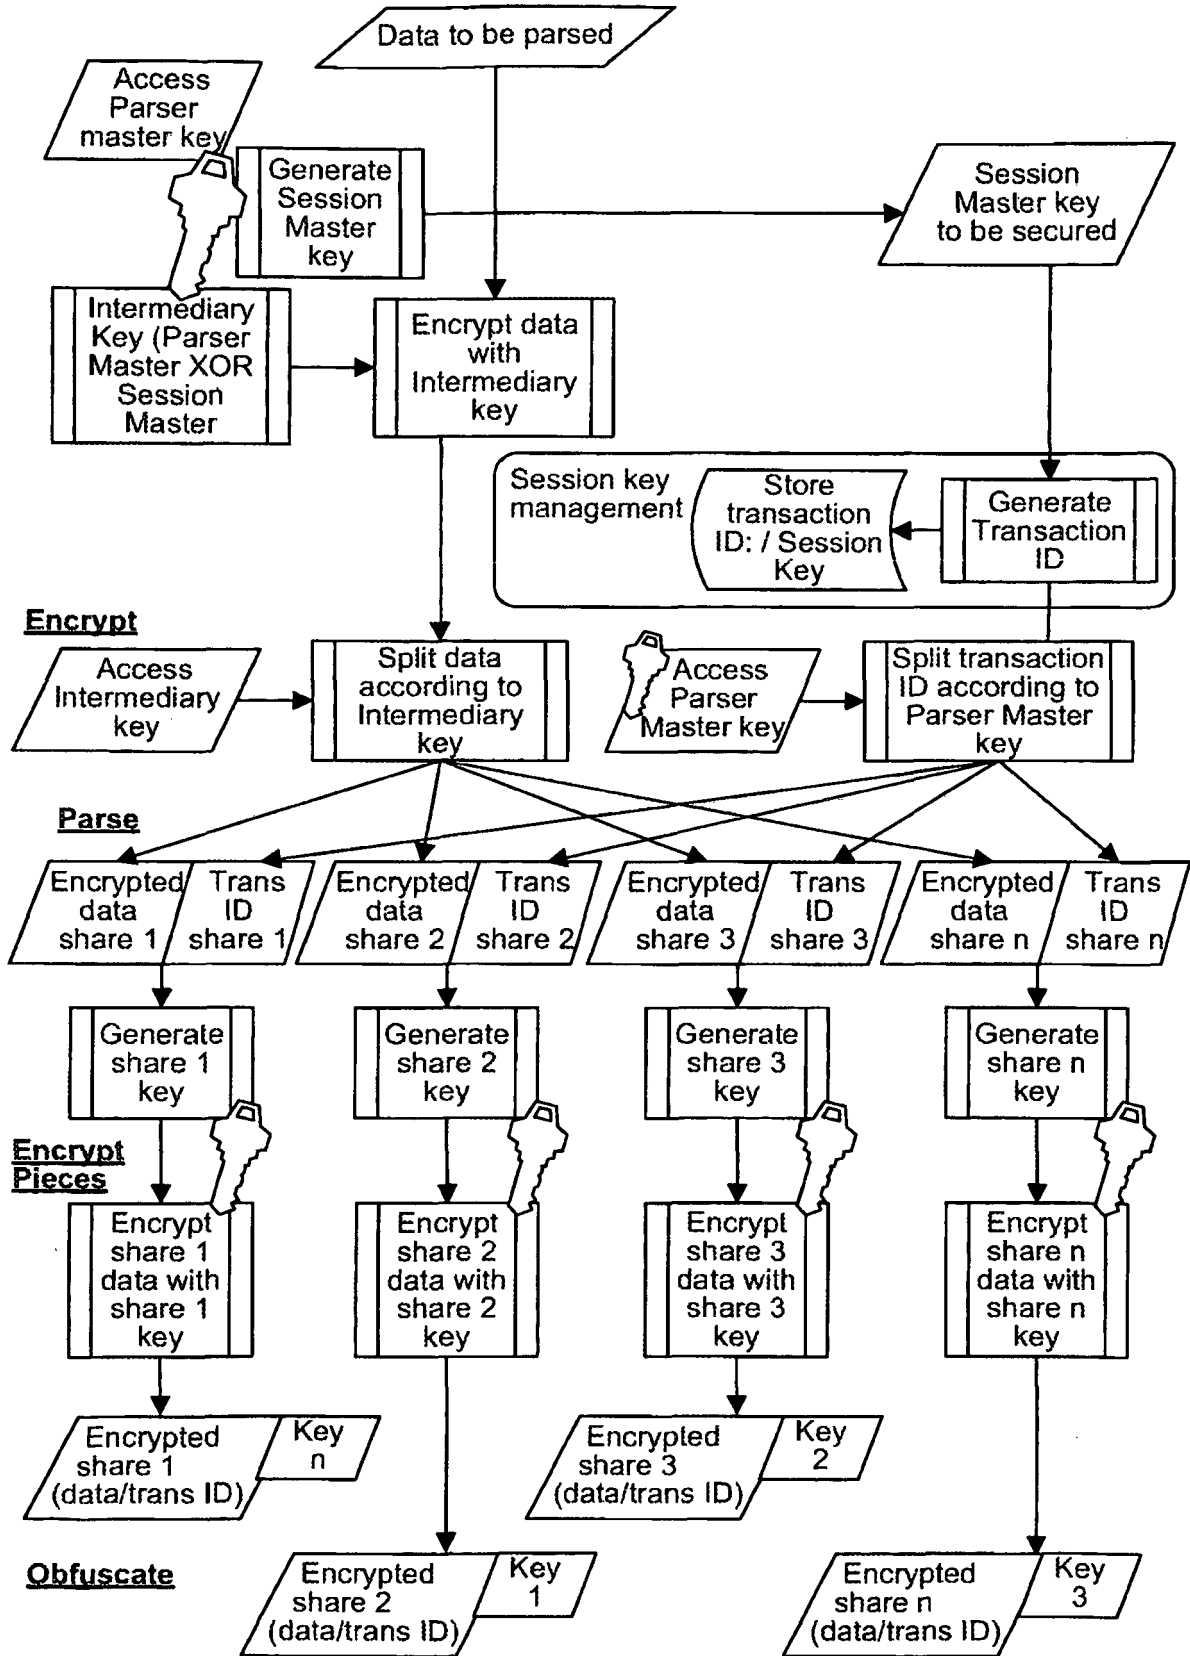 Data to be parsed
Access
Parser
master key
Generate
Session
Master
key
Session
Master key
to be secured
Intermediary
Key (Parser
Master XOR
Session
Master
Encrypt data
with
Intermediary
key
Session key
management
Store
transaction
ID: / Session
Key
Generate
Transaction
ID
Encrypt
Access
Intermediary
key
Split data
according to
Intermediary
key
Access
Parser
Master key
Split transaction
ID according to
Parser Master
key
Parse
Encrypted
data
share 1
Trans
ID
share 1
Encrypted
data
share 2
Trans
ID
share 2
Encrypted
data
share 3
Trans
ID
share 3
Encrypted
data
share n
Trans
ID
share n
Generate
share 1
key
Generate
share 2
key
Generate
share 3
key
Generate
share n
key
Encrypt
Pieces
Encrypt
share 1
data with
share 1
key
Encrypt
share 2
data with
share 2
key
Encrypt
share 3
data with
share 3
key
Encrypt
share n
data with
share n
key
Encrypted
share 1
(data/trans ID)
Key
n
Encrypted
share 3
(data/trans ID)
Key
2
Obfuscate
Encrypted
share 2
(data/trans ID)
Key
1
Encrypted
share n
(data/trans ID)
Key
3